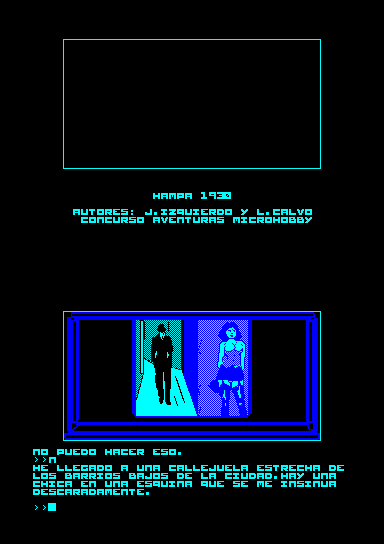 HAMPA 1930
AUTORES: J.IZQUIERDO Y L.CALVO
CONCURSO AVENTURAS MICROHOBBY
NO PUEDO HACER ESO.
>>N
HE LLEGADO A UNA CALLEJUELA ESTRECHA DE
LOS BARRIOS BAJOS DE LA CIUDAD.HAY UNA
CHICA EN UNA ESQUINA QUE SE ME INSINUA
DESCARADAMENTE.
>>